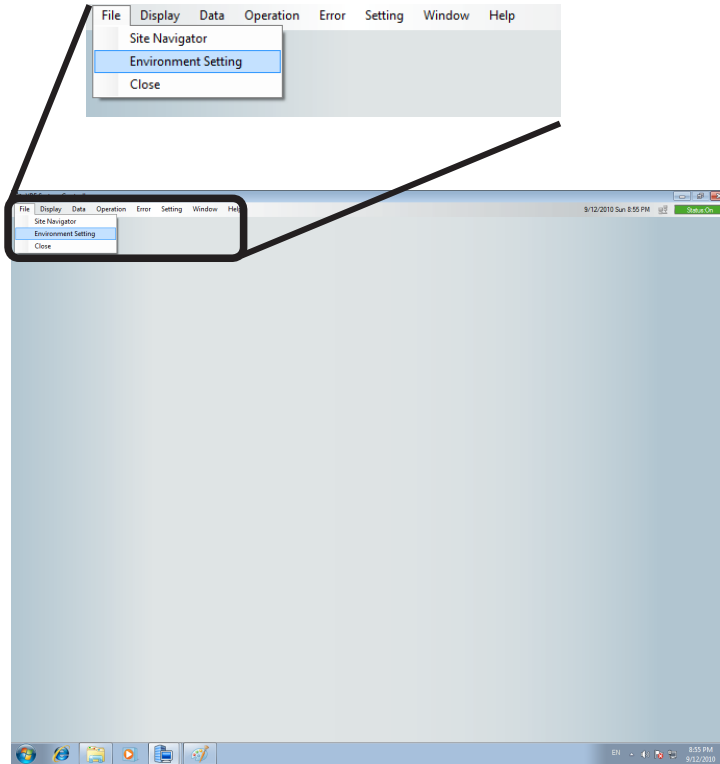 File Display Data Operation Error Setting Window Help
Site Navigator
Environment Setting
Close
File Display Data Operation Error Setting Window Help
9/12/2010 Sun 8:55 PM
Status:On
Site Navigator
Environment Setting
Close
EN
8:55 PM
9/12/2010